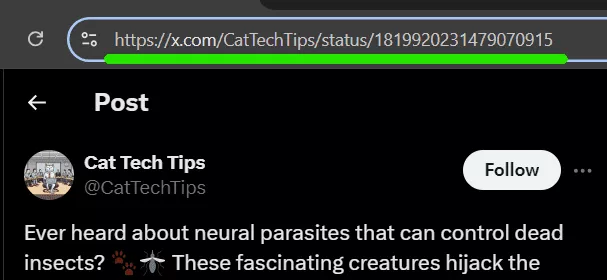 https://x.com/CatTechTips/status/1819920231479070915
Post
Cat Tech Tips
@CatTechTips
Follow
Ever heard about neural parasites that can control dead
insects? 🐾🦟 These fascinating creatures hijack the